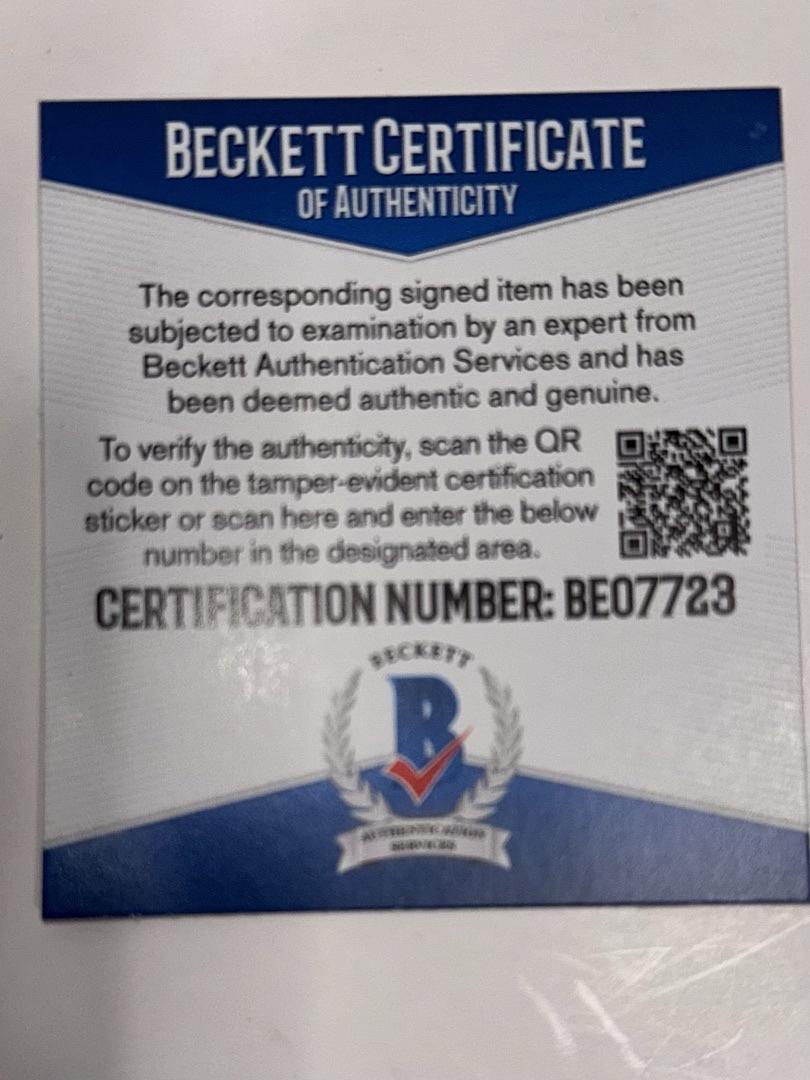 BECKETT CERTIFICATE
OF AUTHENTICITY
The corresponding signed item has been
subjected to examination by an expert from
Beckett Authentication Services and has
been deemed authentic and genuine.
To verify the authenticity, scan the QR
code on the tamper-evident certification
sticker or scan here and enter the below
number in the designated area.
CERTIFICATION NUMBER: BE07723
BECKETT
B
AUTHENTICATION
SERVICES